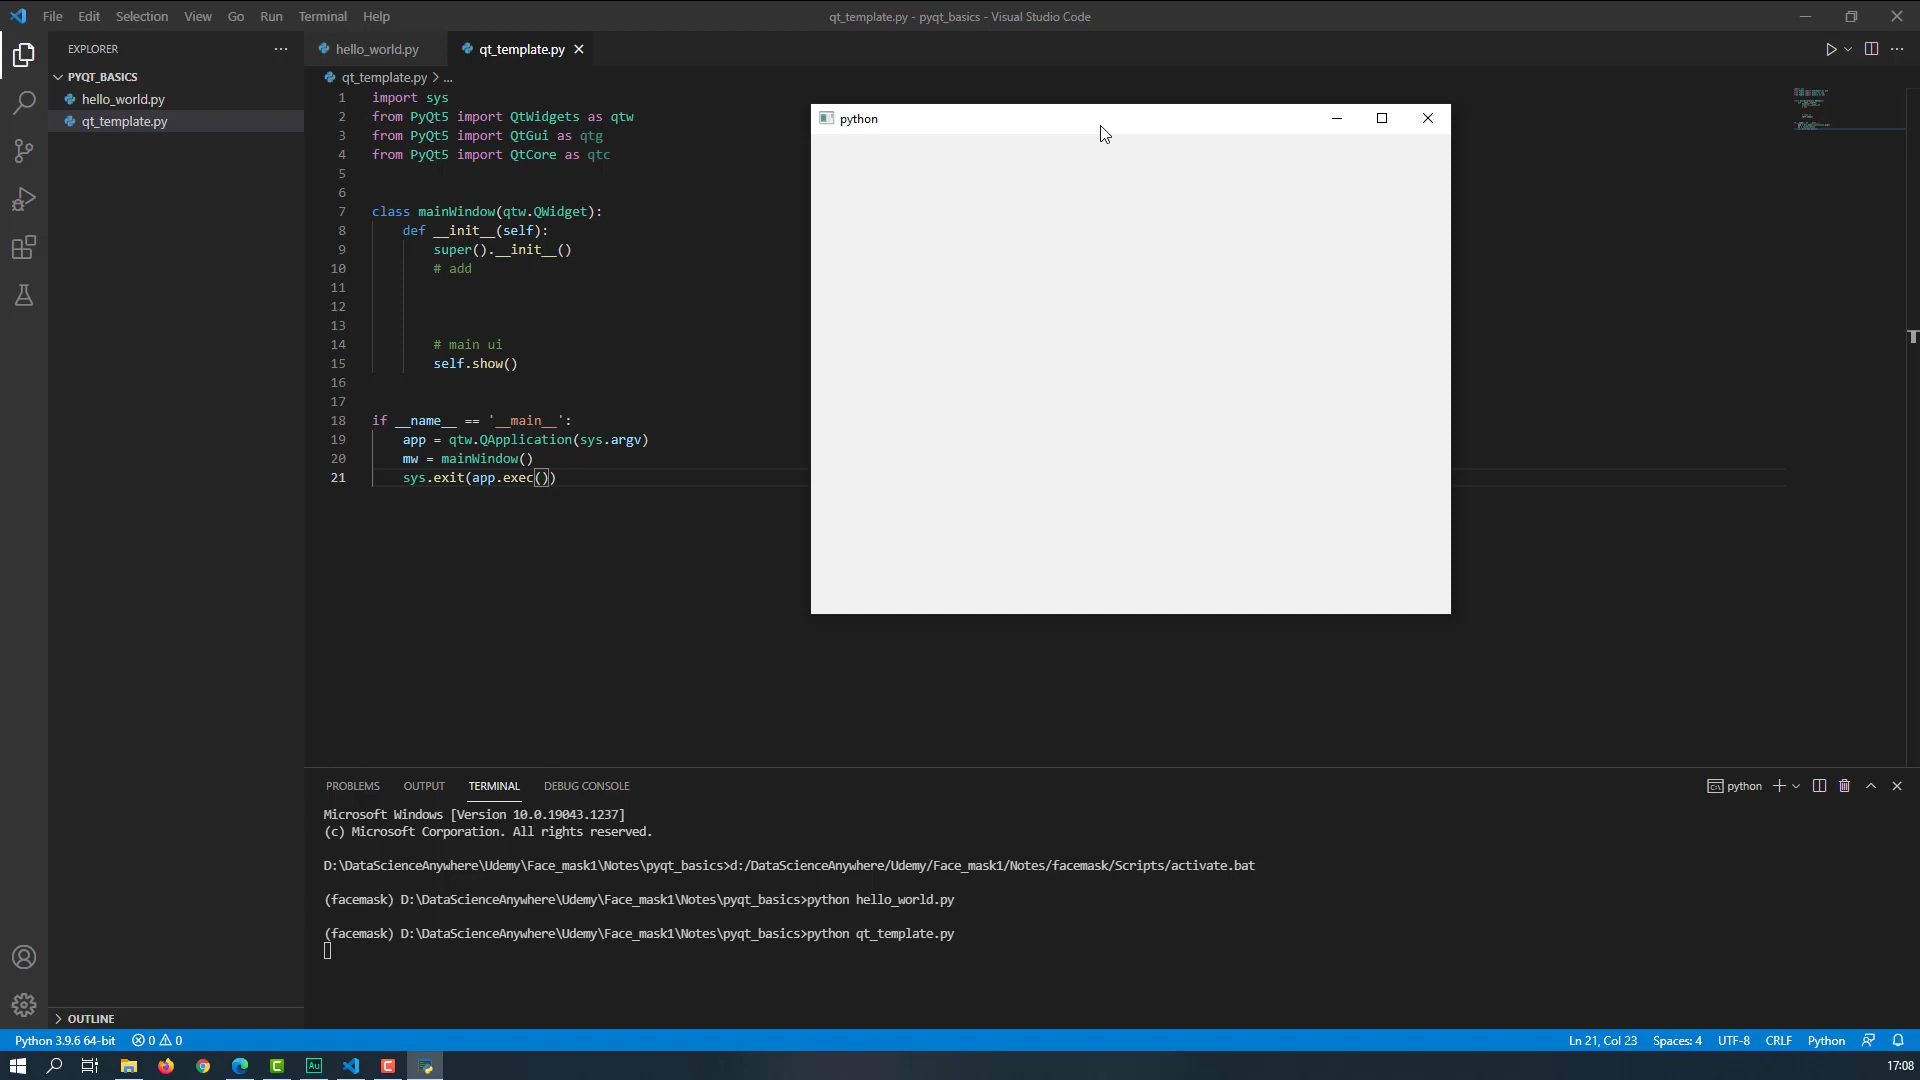 File Edit Selection View Go Run Terminal Help
qt_template.py - pyqt_basics - Visual Studio Code
EXPLORER
PYQT_BASICS
hello_world.py
qt_template.py
hello_world.py
qt_template.py
qt_template.py > ...
1 import sys
2 from PyQt5 import QtWidgets as qtw
3 from PyQt5 import QtGui as qtg
4 from PyQt5 import QtCore as qtc
5
6
7 class mainWindow(qtw.QWidget):
8 def __init__(self):
9 super().__init__()
10 # add
11
12
13
14 # main ui
15 self.show()
16
17
18 if __name__ == '__main__':
19 app = qtw.QApplication(sys.argv)
20 mw = mainWindow()
21 sys.exit(app.exec())
python
PROBLEMS OUTPUT TERMINAL DEBUG CONSOLE
python
Microsoft Windows [Version 10.0.19043.1237]
(c) Microsoft Corporation. All rights reserved.
D:\DataScienceAnywhere\Udemy\Face_mask1\Notes\pyqt_basics>d:/DataScienceAnywhere/Udemy/Face_mask1/Notes/facemask/Scripts/activate.bat
(facemask) D:\DataScienceAnywhere\Udemy\Face_mask1\Notes\pyqt_basics>python hello_world.py
(facemask) D:\DataScienceAnywhere\Udemy\Face_mask1\Notes\pyqt_basics>python qt_template.py
OUTLINE
Python 3.9.6 64-bit 0 0
Ln 21, Col 23 Spaces: 4 UTF-8 CRLF Python
Au
17:08